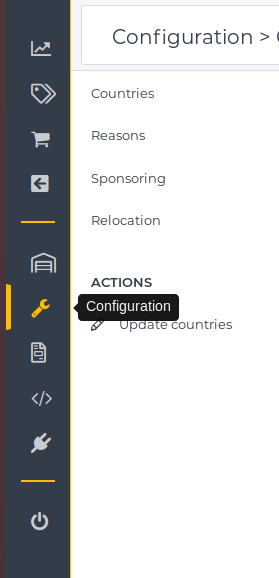 Configuration >
Countries
Reasons
Sponsoring
Relocation
ACTIONS
Configuration
Update countries